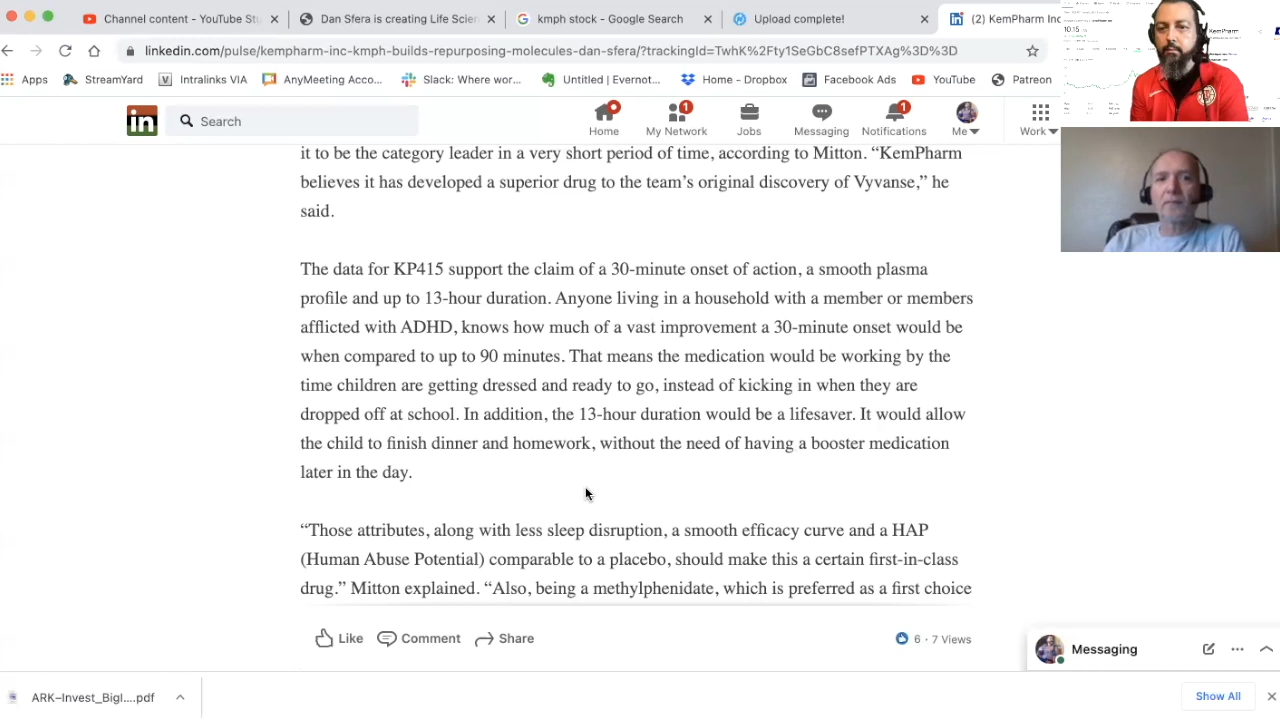 Channel content - YouTube St
Dan Sfera is creating Life Scien
kmph stock - Google Search
Upload complete!
(2) KemPharm Inc
linkedin.com/pulse/kempharm-inc-kmph-builds-repurposing-molecules-dan-sfera/?trackingId=TwhK%2Fty1SeGbC8sefPTXAg%3D%3D
Apps
StreamYard
Intralinks VIA
AnyMeeting Acco...
Slack: Where wor...
Untitled | Evernot...
Home - Dropbox
Facebook Ads
YouTube
Patreon
10.15
KemPharm
in
Search
Home
1
My Network
Jobs
Messaging
1
Notifications
Me
Work
it to be the category leader in a very short period of time, according to Mitton. “KemPharm
believes it has developed a superior drug to the team’s original discovery of Vyvanse,” he
said.
The data for KP415 support the claim of a 30-minute onset of action, a smooth plasma
profile and up to 13-hour duration. Anyone living in a household with a member or members
afflicted with ADHD, knows how much of a vast improvement a 30-minute onset would be
when compared to up to 90 minutes. That means the medication would be working by the
time children are getting dressed and ready to go, instead of kicking in when they are
dropped off at school. In addition, the 13-hour duration would be a lifesaver. It would allow
the child to finish dinner and homework, without the need of having a booster medication
later in the day.
“Those attributes, along with less sleep disruption, a smooth efficacy curve and a HAP
(Human Abuse Potential) comparable to a placebo, should make this a certain first-in-class
drug.” Mitton explained. “Also, being a methylphenidate, which is preferred as a first choice
Like
Comment
Share
6 · 7 Views
Messaging
ARK–Invest_BigI....pdf
Show All